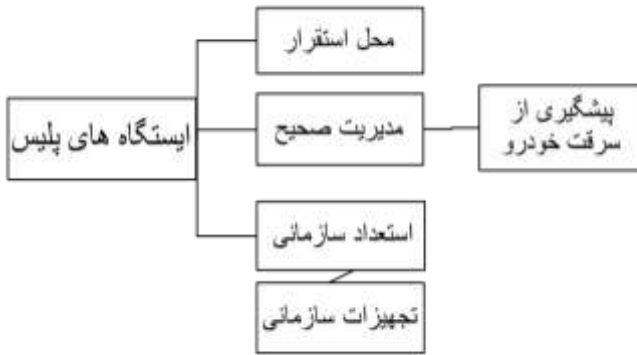 محل استقرار
ایستگاه های پلیس
مدیریت صحیح
پیشگیری از
سرقت خودرو
استعداد سازمانی
تجهیزات سازمانی